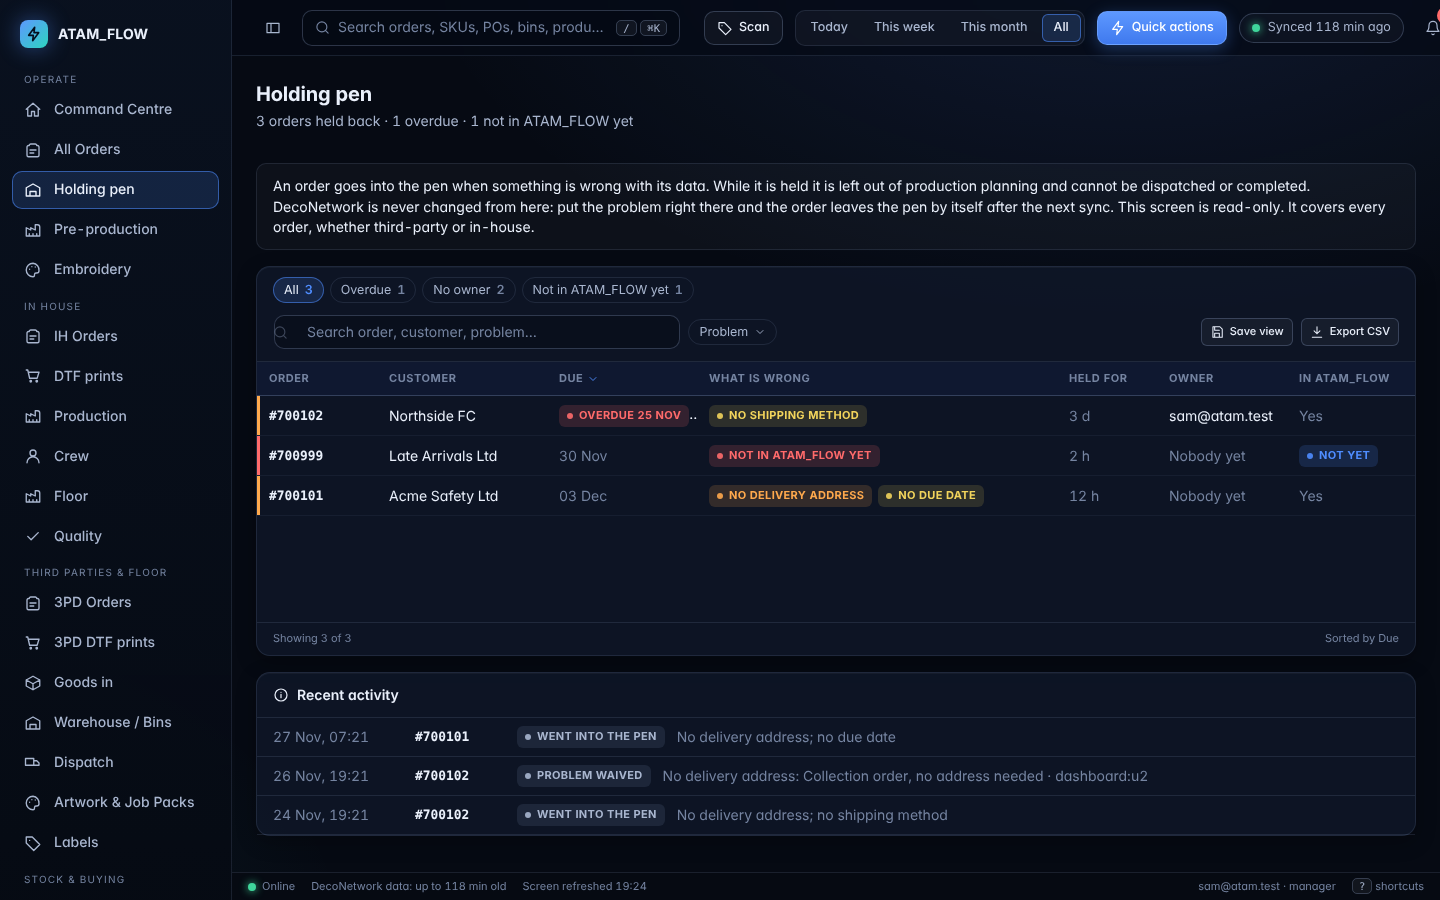 ATAM_FLOW
Search orders, SKUs, POs, bins, produ... / ⌘K
Scan
Today This week This month All
Quick actions
Synced 118 min ago
OPERATE
Command Centre
All Orders
Holding pen
Pre-production
Embroidery
IN HOUSE
IH Orders
DTF prints
Production
Crew
Floor
Quality
THIRD PARTIES & FLOOR
3PD Orders
3PD DTF prints
Goods in
Warehouse / Bins
Dispatch
Artwork & Job Packs
Labels
STOCK & BUYING
Holding pen
3 orders held back · 1 overdue · 1 not in ATAM_FLOW yet
An order goes into the pen when something is wrong with its data. While it is held it is left out of production planning and cannot be dispatched or completed.
DecoNetwork is never changed from here: put the problem right there and the order leaves the pen by itself after the next sync. This screen is read-only. It covers every
order, whether third-party or in-house.
All 3 Overdue 1 No owner 2 Not in ATAM_FLOW yet 1
Search order, customer, problem... Problem Save view Export CSV
ORDER CUSTOMER DUE WHAT IS WRONG HELD FOR OWNER IN ATAM_FLOW
#700102 Northside FC OVERDUE 25 NOV .. NO SHIPPING METHOD 3 d sam@atam.test Yes
#700999 Late Arrivals Ltd 30 Nov NOT IN ATAM_FLOW YET 2 h Nobody yet NOT YET
#700101 Acme Safety Ltd 03 Dec NO DELIVERY ADDRESS NO DUE DATE 12 h Nobody yet Yes
Showing 3 of 3 Sorted by Due
Recent activity
27 Nov, 07:21 #700101 WENT INTO THE PEN No delivery address; no due date
26 Nov, 19:21 #700102 PROBLEM WAIVED No delivery address: Collection order, no address needed · dashboard:u2
24 Nov, 19:21 #700102 WENT INTO THE PEN No delivery address; no shipping method
Online DecoNetwork data: up to 118 min old Screen refreshed 19:24 sam@atam.test · manager ? shortcuts